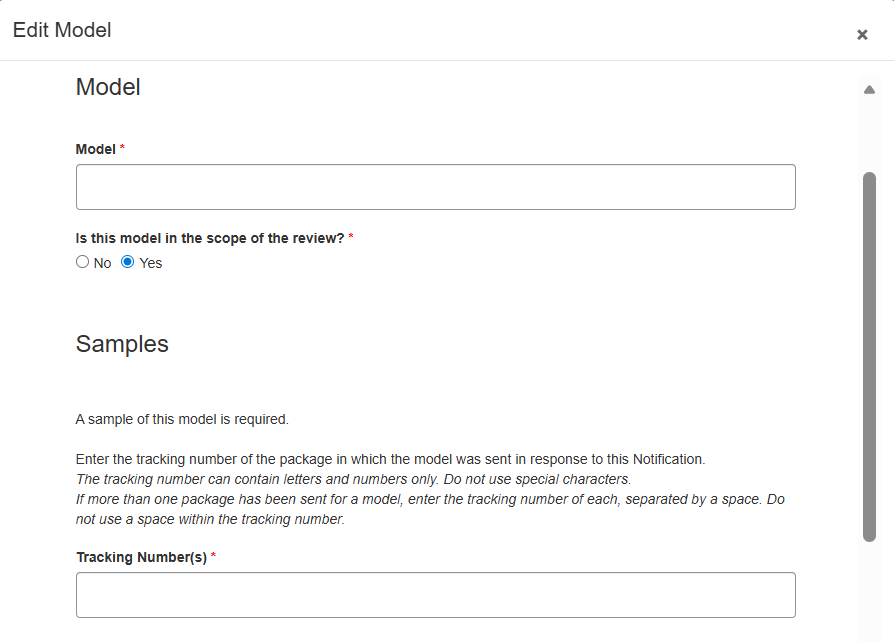 Edit Model
×
Model
Model *
Is this model in the scope of the review? *
No Yes
Samples
A sample of this model is required.
Enter the tracking number of the package in which the model was sent in response to this Notification.
The tracking number can contain letters and numbers only. Do not use special characters.
If more than one package has been sent for a model, enter the tracking number of each, separated by a space. Do
not use a space within the tracking number.
Tracking Number(s) *